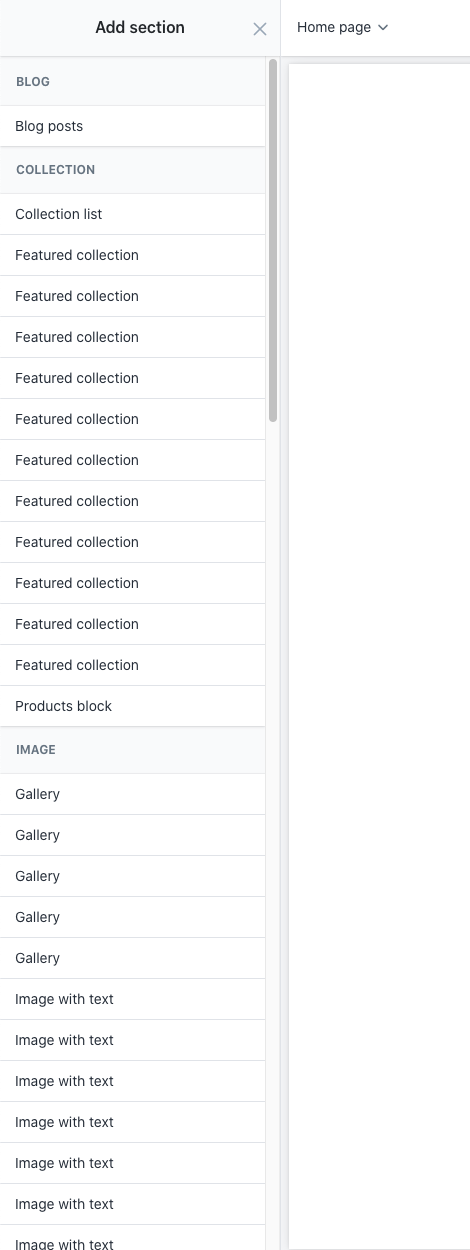 Add section
Home page
BLOG
Blog posts
COLLECTION
Collection list
Featured collection
Featured collection
Featured collection
Featured collection
Featured collection
Featured collection
Featured collection
Featured collection
Featured collection
Featured collection
Featured collection
Products block
IMAGE
Gallery
Gallery
Gallery
Gallery
Gallery
Image with text
Image with text
Image with text
Image with text
Image with text
Image with text
Image with text